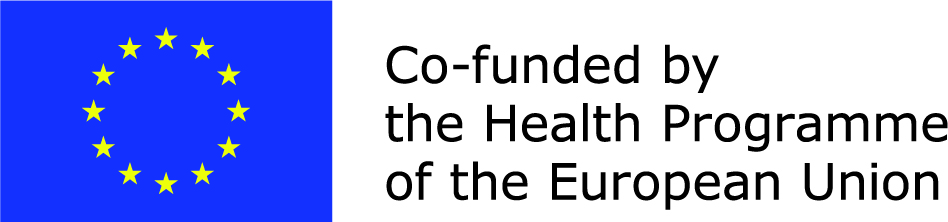 Co-funded by
the Health Programme
of the European Union